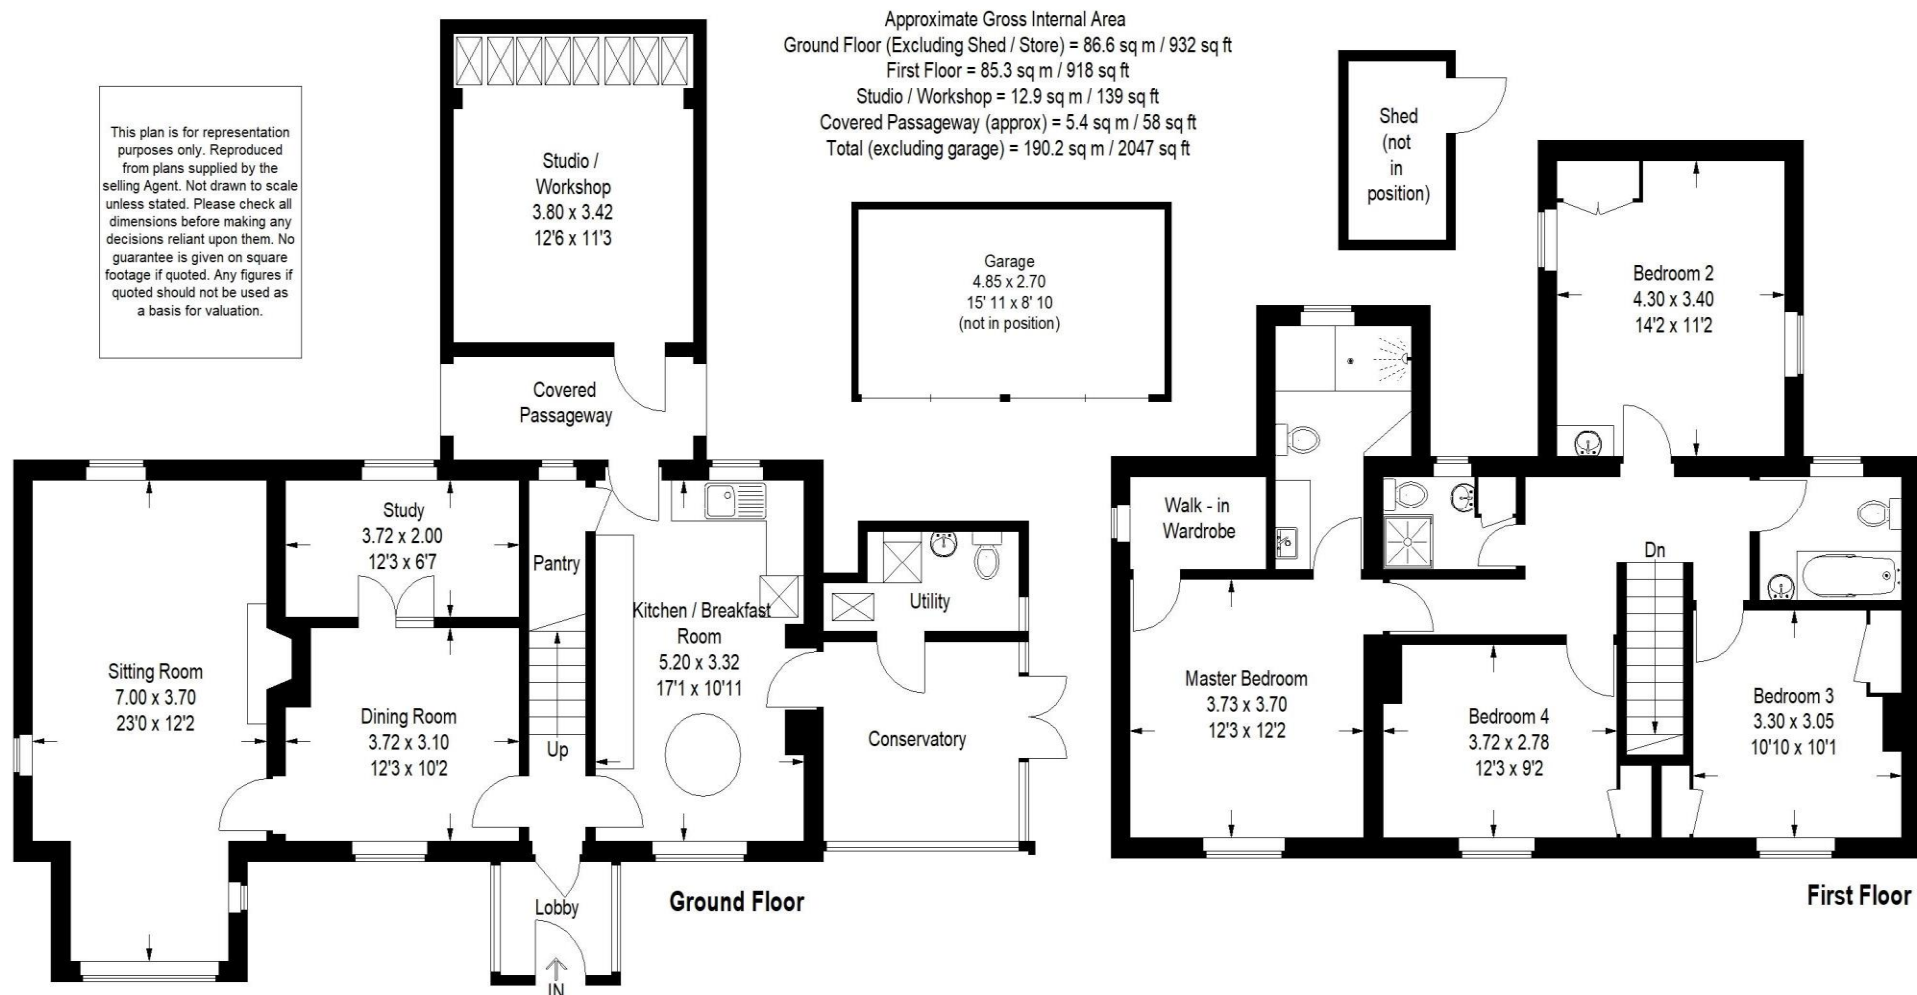 Approximate Gross Internal Area
Ground Floor (Excluding Shed / Store) = 86.6 sq m / 932 sq ft
First Floor = 85.3 sq m / 918 sq ft
Studio / Workshop = 12.9 sq m / 139 sq ft
Covered Passageway (approx) = 5.4 sq m / 58 sq ft
Total (excluding garage) = 190.2 sq m / 2047 sq ft
This plan is for representation
purposes only. Reproduced
from plans supplied by the
selling Agent. Not drawn to scale
unless stated. Please check all
dimensions before making any
decisions reliant upon them. No
guarantee is given on square
footage if quoted. Any figures if
quoted should not be used as
a basis for valuation.
Studio /
Workshop
3.80 x 3.42
12'6 x 11'3
Covered
Passageway
Garage
4.85 x 2.70
15' 11 x 8' 10
(not in position)
Shed
(not
in
position)
Study
3.72 x 2.00
12'3 x 6'7
Pantry
Kitchen / Breakfast
Room
5.20 x 3.32
17'1 x 10'11
Utility
Sitting Room
7.00 x 3.70
23'0 x 12'2
Dining Room
3.72 x 3.10
12'3 x 10'2
Up
Conservatory
Lobby
IN
Ground Floor
Bedroom 2
4.30 x 3.40
14'2 x 11'2
Walk - in
Wardrobe
Dn
Master Bedroom
3.73 x 3.70
12'3 x 12'2
Bedroom 4
3.72 x 2.78
12'3 x 9'2
Bedroom 3
3.30 x 3.05
10'10 x 10'1
First Floor